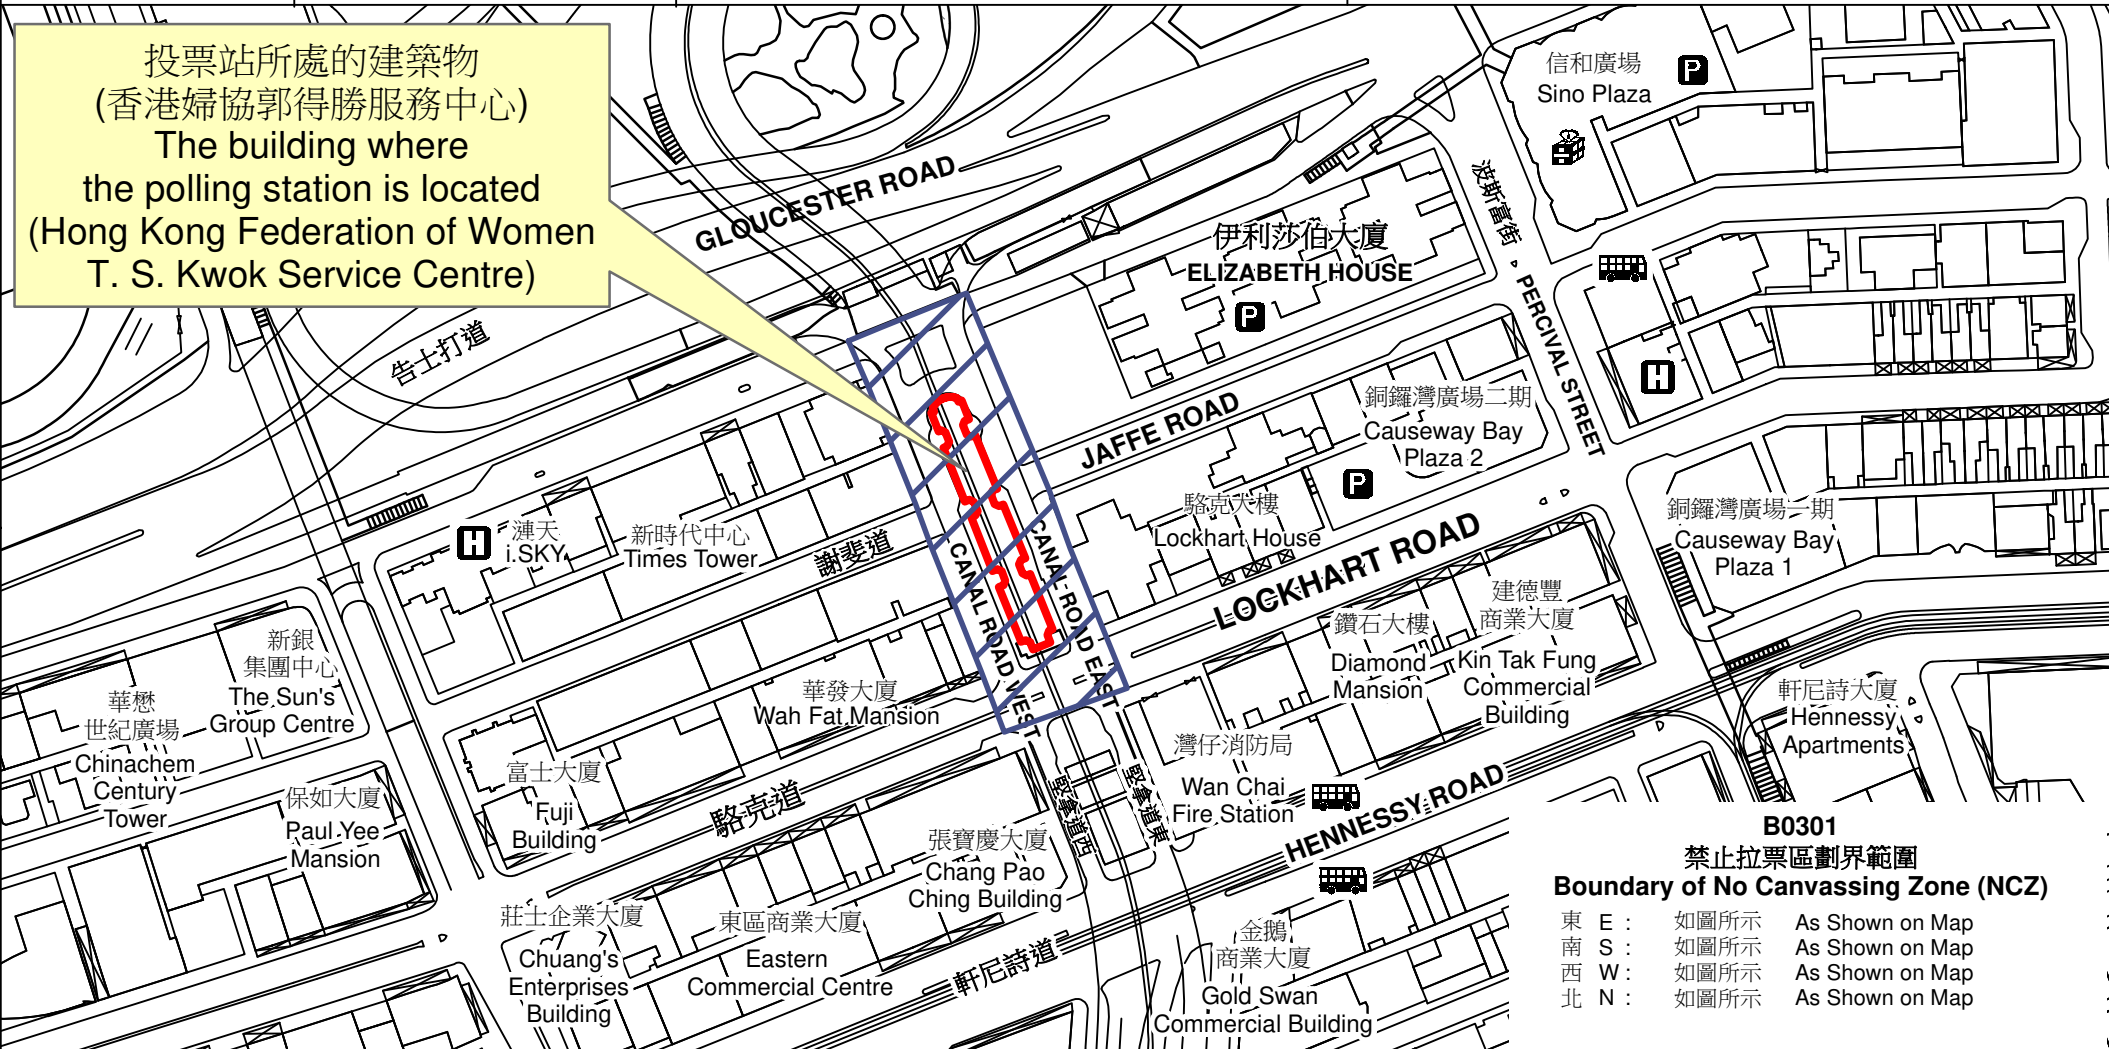 投票站所處的建築物
(香港婦協郭得勝服務中心)
The building where
the polling station is located
(Hong Kong Federation of Women
T. S. Kwok Service Centre)
信和廣場
Sino Plaza
P
GLOUCESTER ROAD
告士打道
伊利莎伯大廈
ELIZABETH HOUSE
P
波斯富街
PERCIVAL STREET
H
JAFFE ROAD
謝斐道
銅鑼灣廣場二期
Causeway Bay
Plaza 2
P
駱克大樓
Lockhart House
銅鑼灣廣場一期
Causeway Bay
Plaza 1
H
漣天
i.SKY
新時代中心
Times Tower
CANAL ROAD WEST
CANAL ROAD EAST
LOCKHART ROAD
駱克道
鑽石大樓
Diamond
Mansion
建德豐
商業大廈
Kin Tak Fung
Commercial
Building
新銀
集團中心
The Sun's
Group Centre
華懋
世紀廣場
Chinachem
Century
Tower
華發大廈
Wah Fat Mansion
軒尼詩大廈
Hennessy
Apartments
富士大廈
Fuji
Building
保如大廈
Paul Yee
Mansion
灣仔消防局
Wan Chai
Fire Station
堅拿道西
堅拿道東
HENNESSY ROAD
軒尼詩道
張寶慶大廈
Chang Pao
Ching Building
莊士企業大廈
Chuang's
Enterprises
Building
東區商業大廈
Eastern
Commercial Centre
金鵝
商業大廈
Gold Swan
Commercial Building
B0301
禁止拉票區劃界範圍
Boundary of No Canvassing Zone (NCZ)
東 E : 如圖所示 As Shown on Map
南 S : 如圖所示 As Shown on Map
西 W : 如圖所示 As Shown on Map
北 N : 如圖所示 As Shown on Map